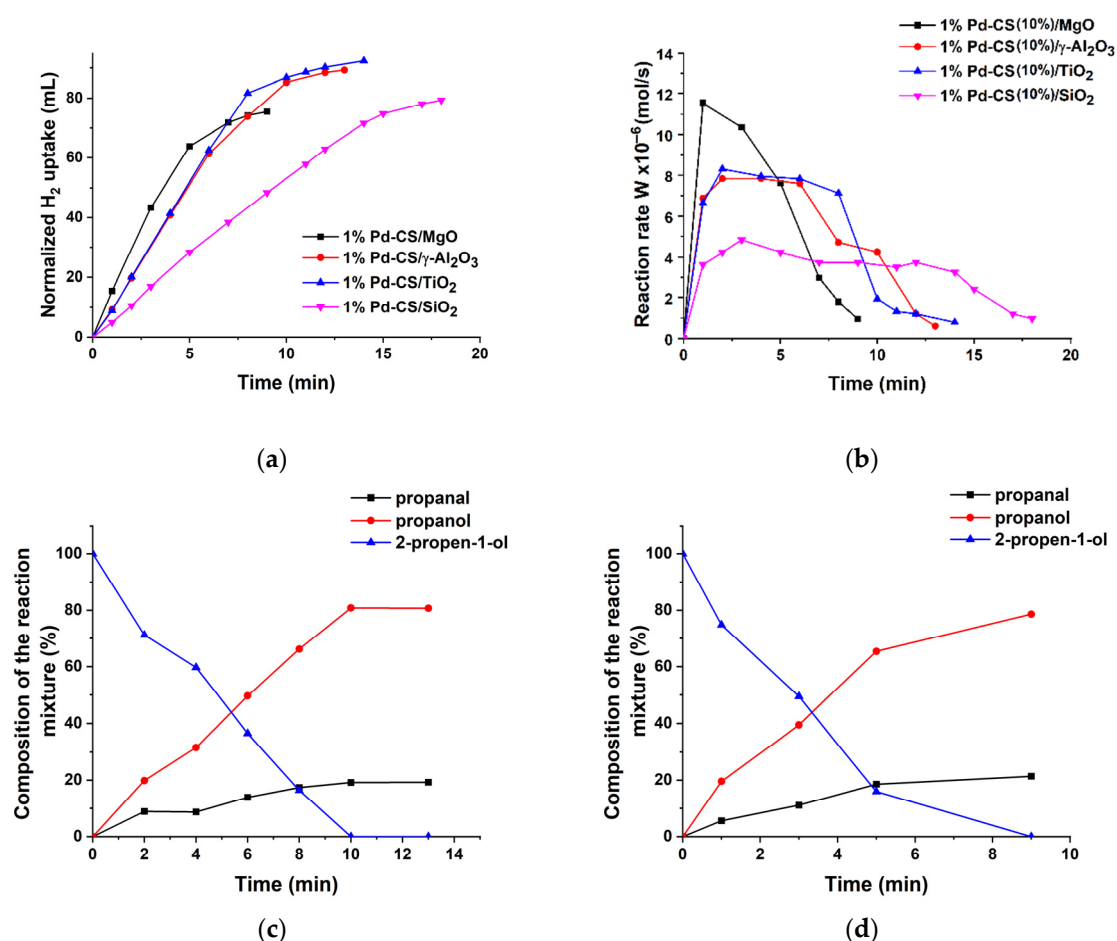 Normalized H₂ uptake (mL)
80
60
40
20
0
1% Pd-CS/MgO
1% Pd-CS/γ-Al₂O₃
1% Pd-CS/TiO₂
1% Pd-CS/SiO₂
0 5 10 15 20
Time (min)
(a)
1% Pd-CS(10%)/MgO
1% Pd-CS(10%)/γ-Al₂O₃
1% Pd-CS(10%)/TiO₂
1% Pd-CS(10%)/SiO₂
Reaction rate W x10⁻⁶ (mol/s)
14
12
10
8
6
4
2
0
0 5 10 15 20
Time (min)
(b)
propanal
propanol
2-propen-1-ol
Composition of the reaction
mixture (%)
100
80
60
40
20
0
0 2 4 6 8 10 12 14
Time (min)
(c)
propanal
propanol
2-propen-1-ol
Composition of the reaction
mixture (%)
100
80
60
40
20
0
0 2 4 6 8 10
Time (min)
(d)